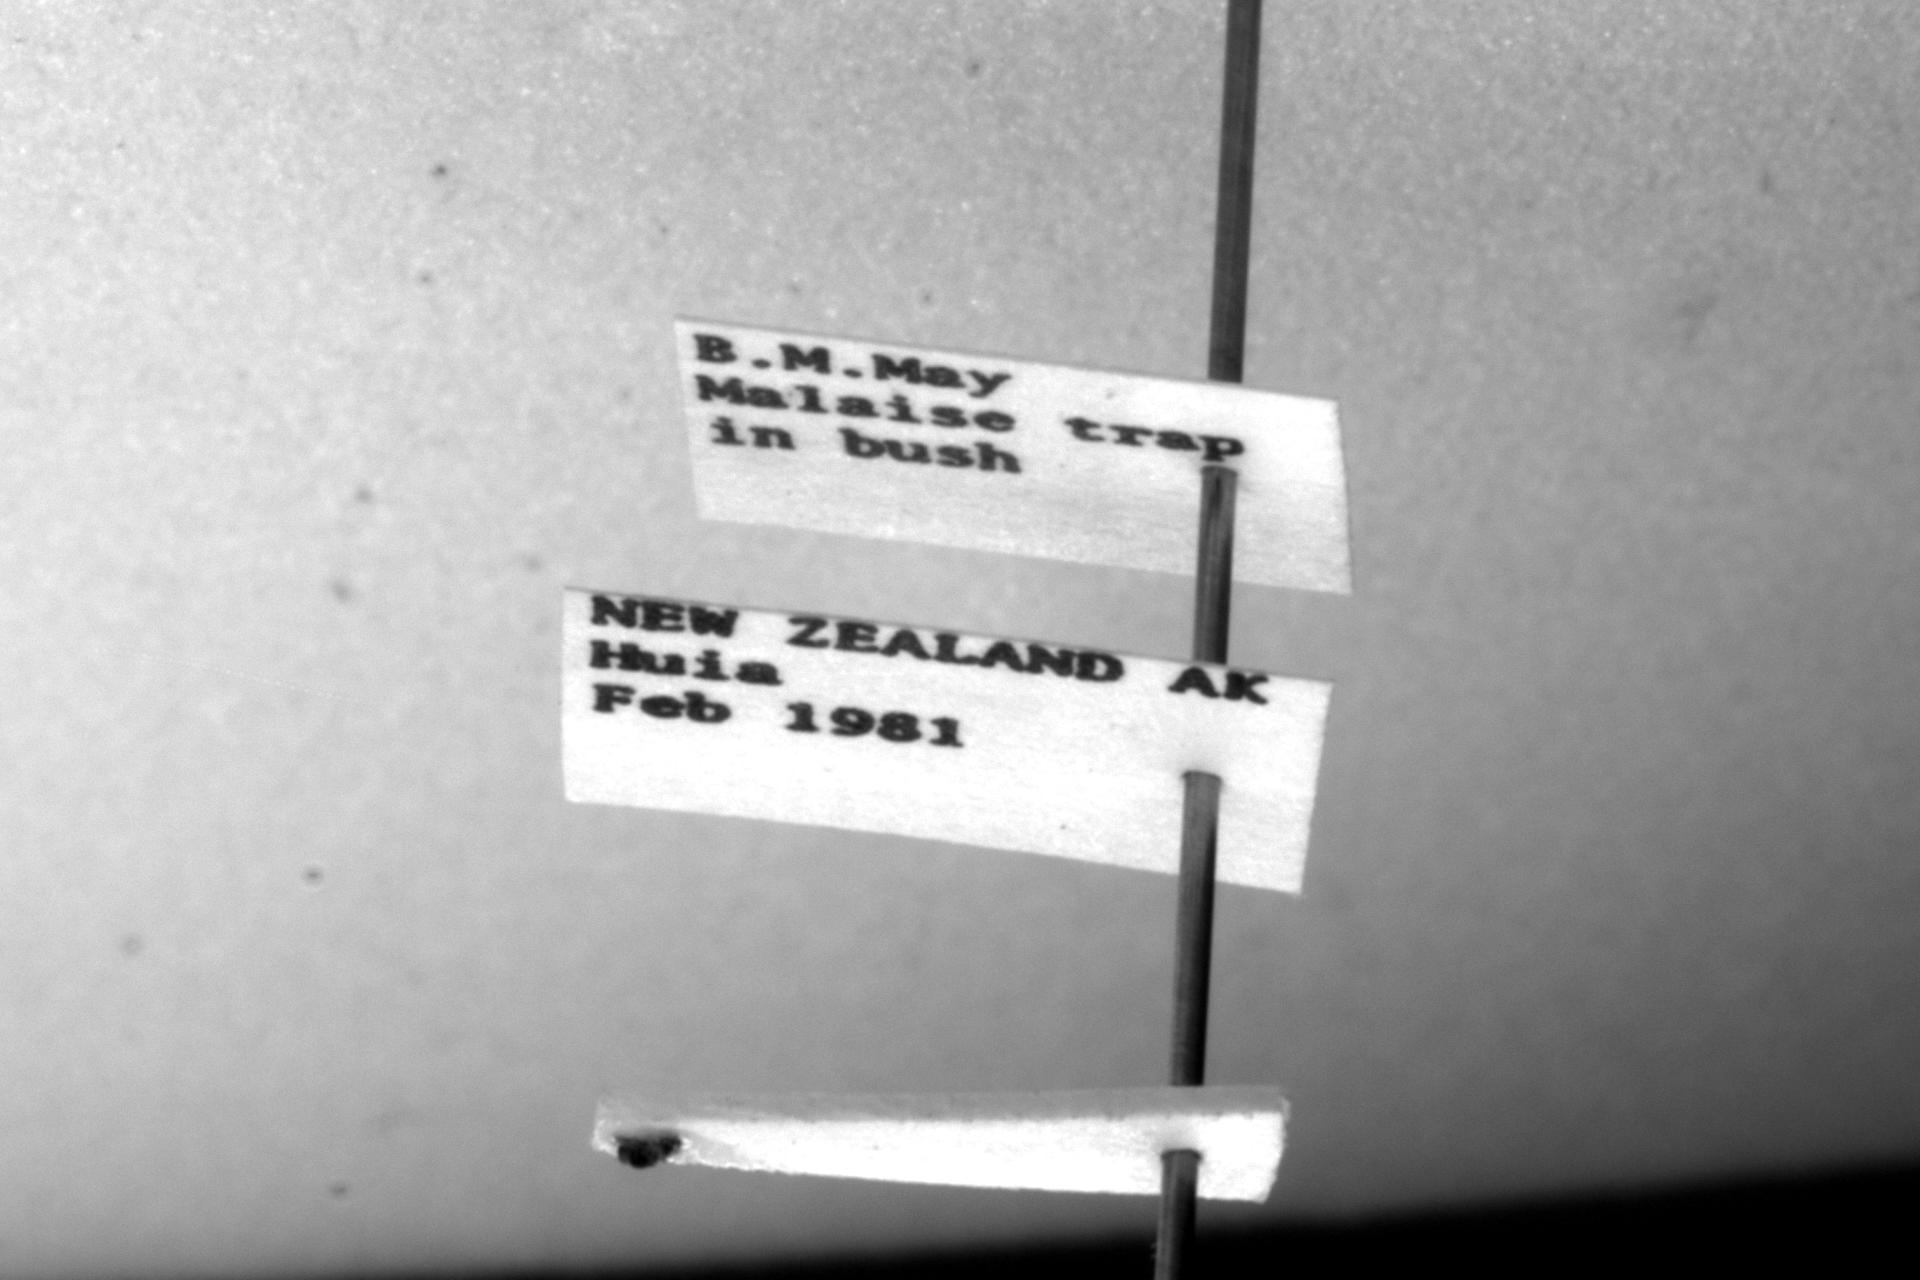 B.M.May
Malaise trap
in bush
NEW ZEALAND AK
Huia
Feb 1981